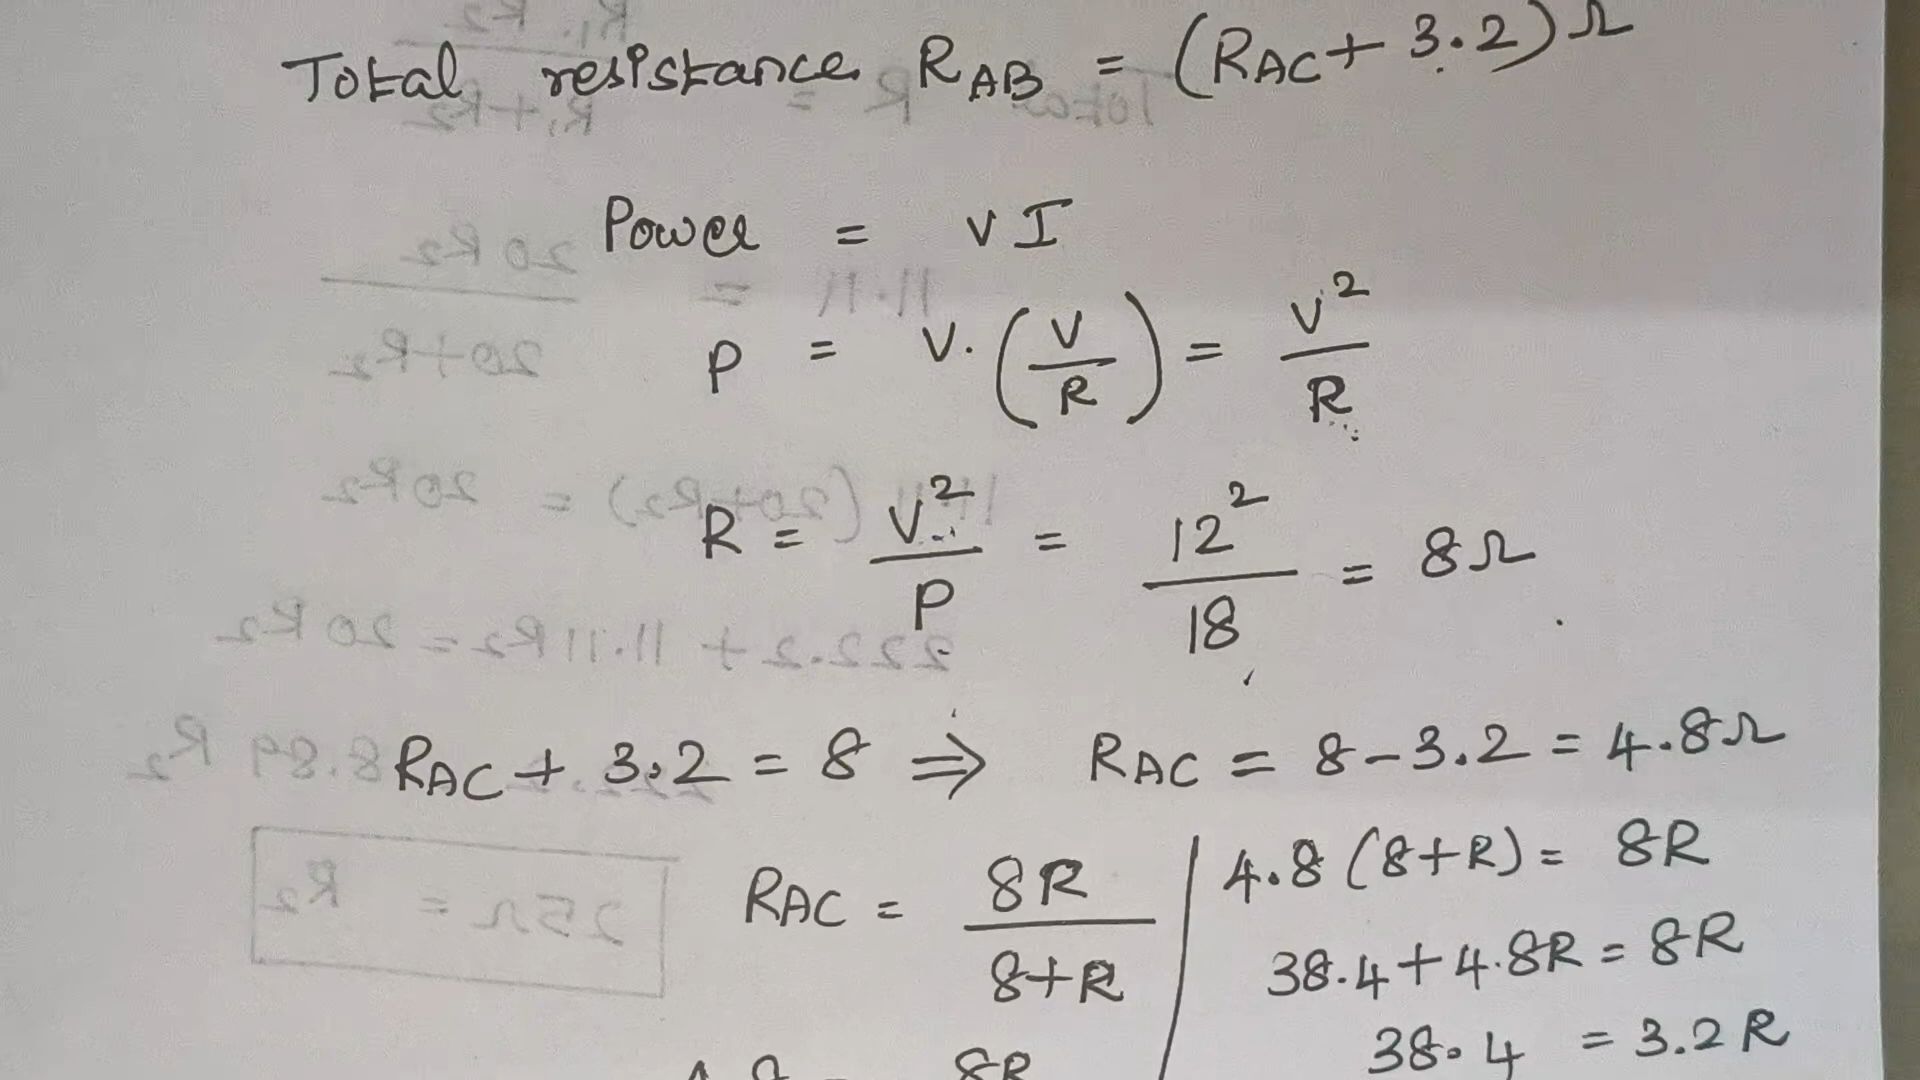 Total resistance R_AB = (R_AC + 3.2) Ω
Power = VI
P = V. (V/R) = V²/R
R = V²/P = 12²/18 = 8Ω
R_AC + 3.2 = 8 ⇒ R_AC = 8 - 3.2 = 4.8Ω
R_AC = 8R/8+R
4.8 (8+R) = 8R
38.4 + 4.8R = 8R
38.4 = 3.2R
8R